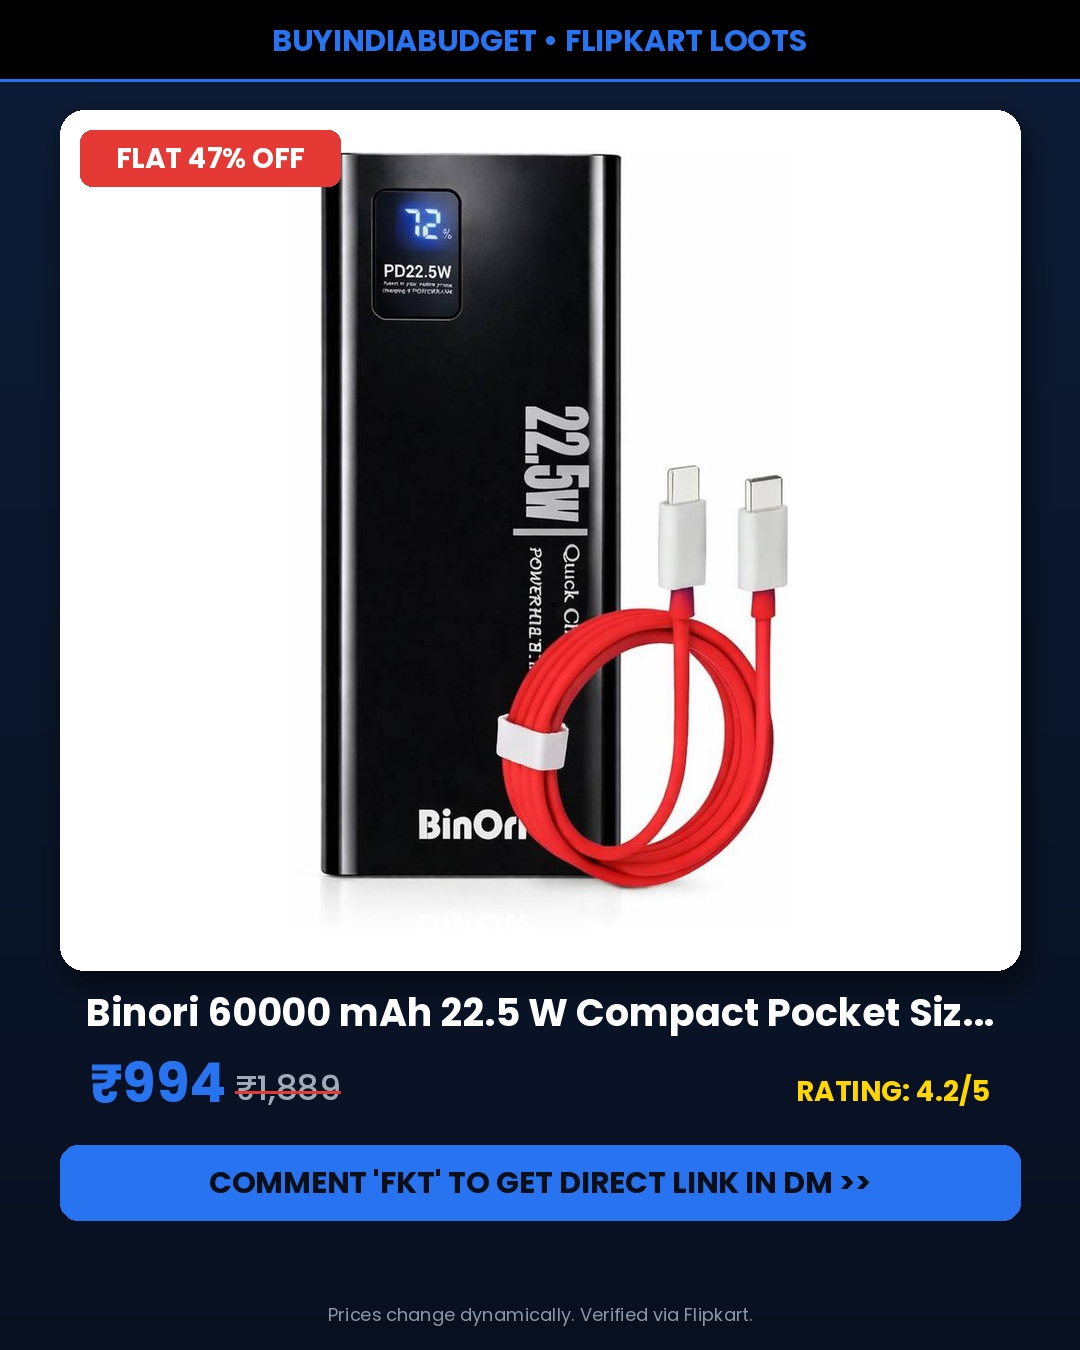 BUYINDIABUDGET • FLIPKART LOOTS
FLAT 47% OFF
72%
PD22.5W
22.5W
Quick
BinOri
Binori 60000 mAh 22.5 W Compact Pocket Siz...
₹994 ₹1,889
RATING: 4.2/5
COMMENT 'FKT' TO GET DIRECT LINK IN DM >>
Prices change dynamically. Verified via Flipkart.